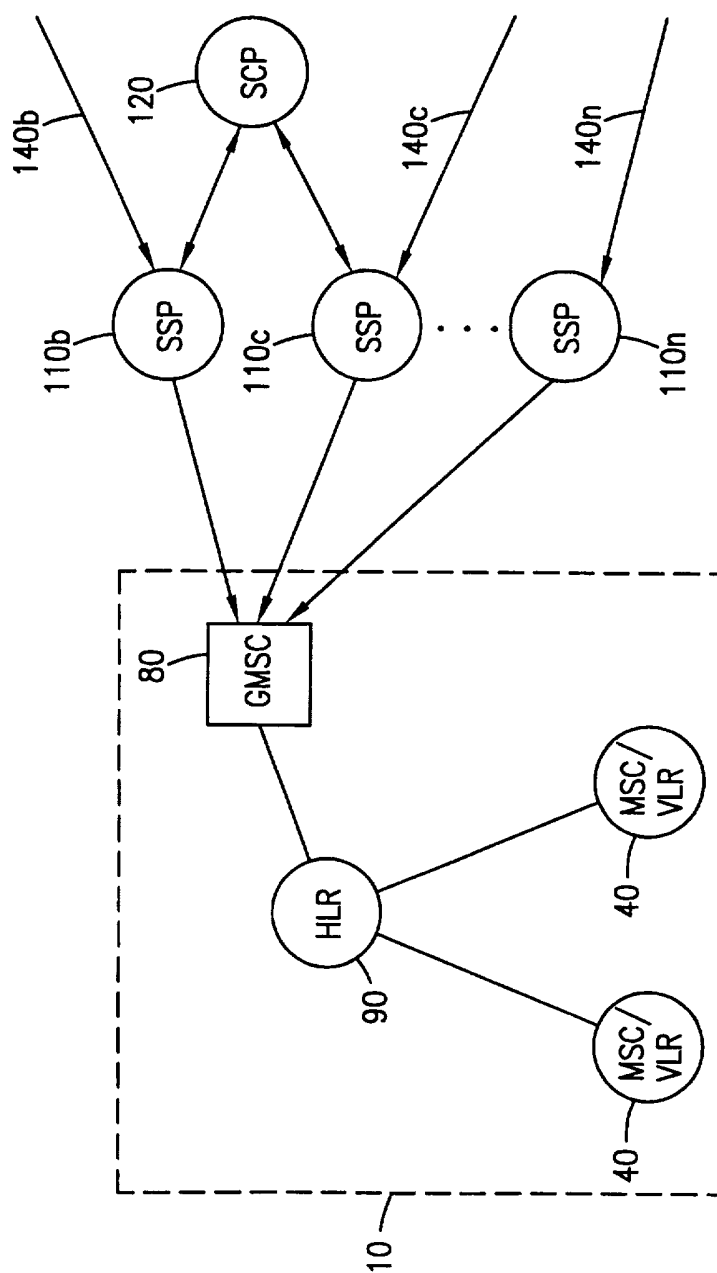 140b
110b
120
80
SSP
SCP
GMSC
110c
HLR
SSP
90
10
140c
SSP
140n
40
40
MSC/
VLR
MSC/
VLR
110n